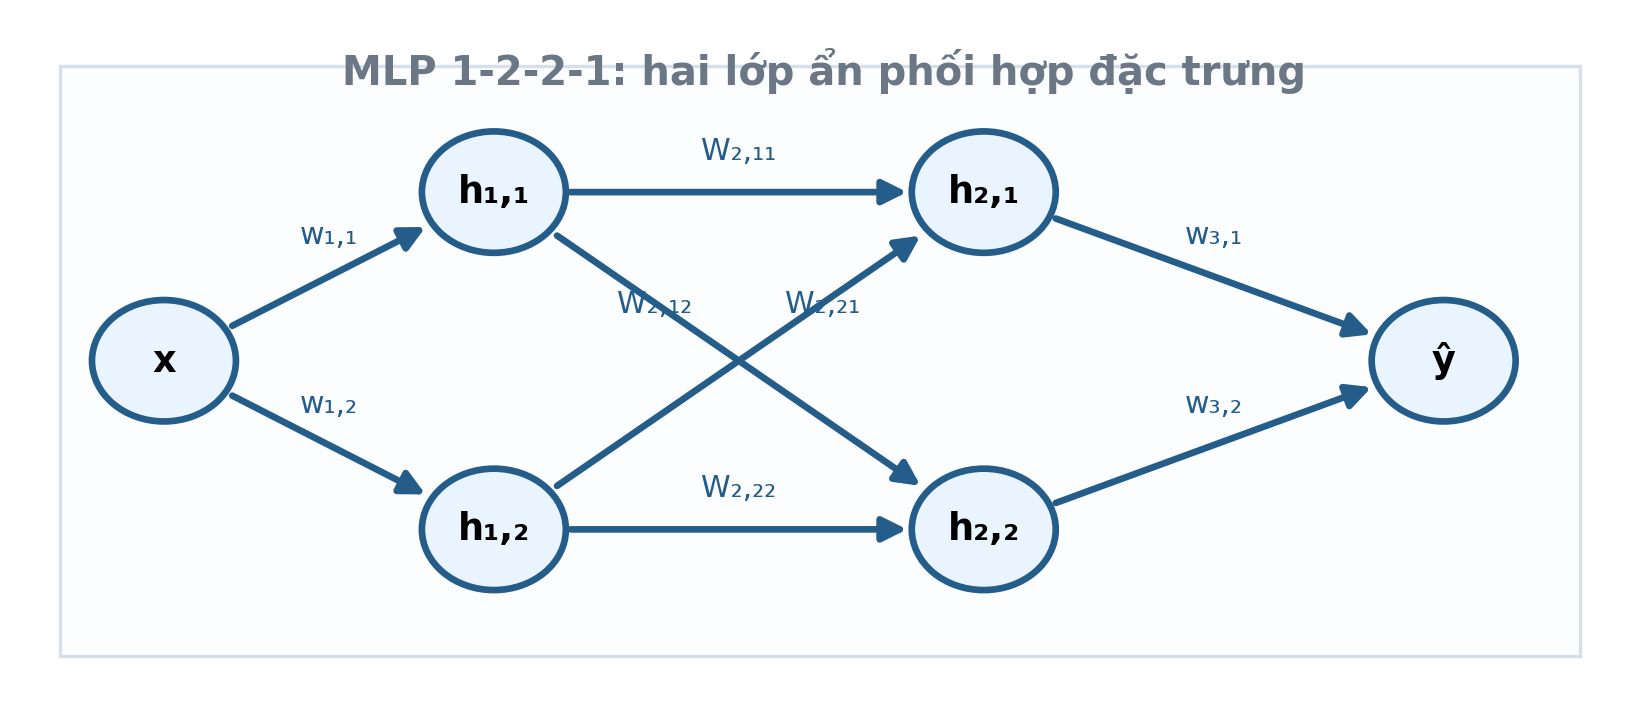 MLP 1-2-2-1: hai lớp ẩn phối hợp đặc trưng
W₂,₁₁
h₁,₁
h₂,₁
w₁,₁
w₃,₁
W₂,₁₂
W₂,₂₁
x
ŷ
w₁,₂
w₃,₂
W₂,₂₂
h₁,₂
h₂,₂